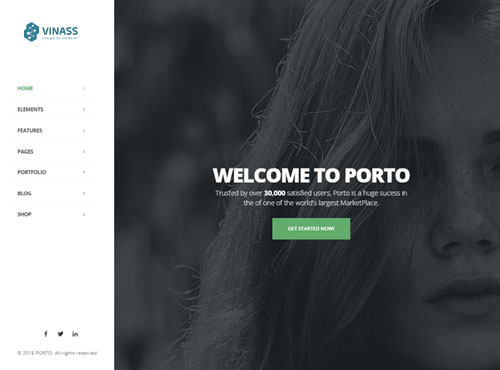 VINASS
Changes for the Better
HOME
ELEMENTS
FEATURES
PAGES
PORTFOLIO
BLOG
SHOP
WELCOME TO PORTO
Trusted by over 30,000 satisfied users, Porto is a huge sucess in
the of one of the world's largest MarketPlace.
GET STARTED NOW!
© 2018 PORTO. All rights reserved